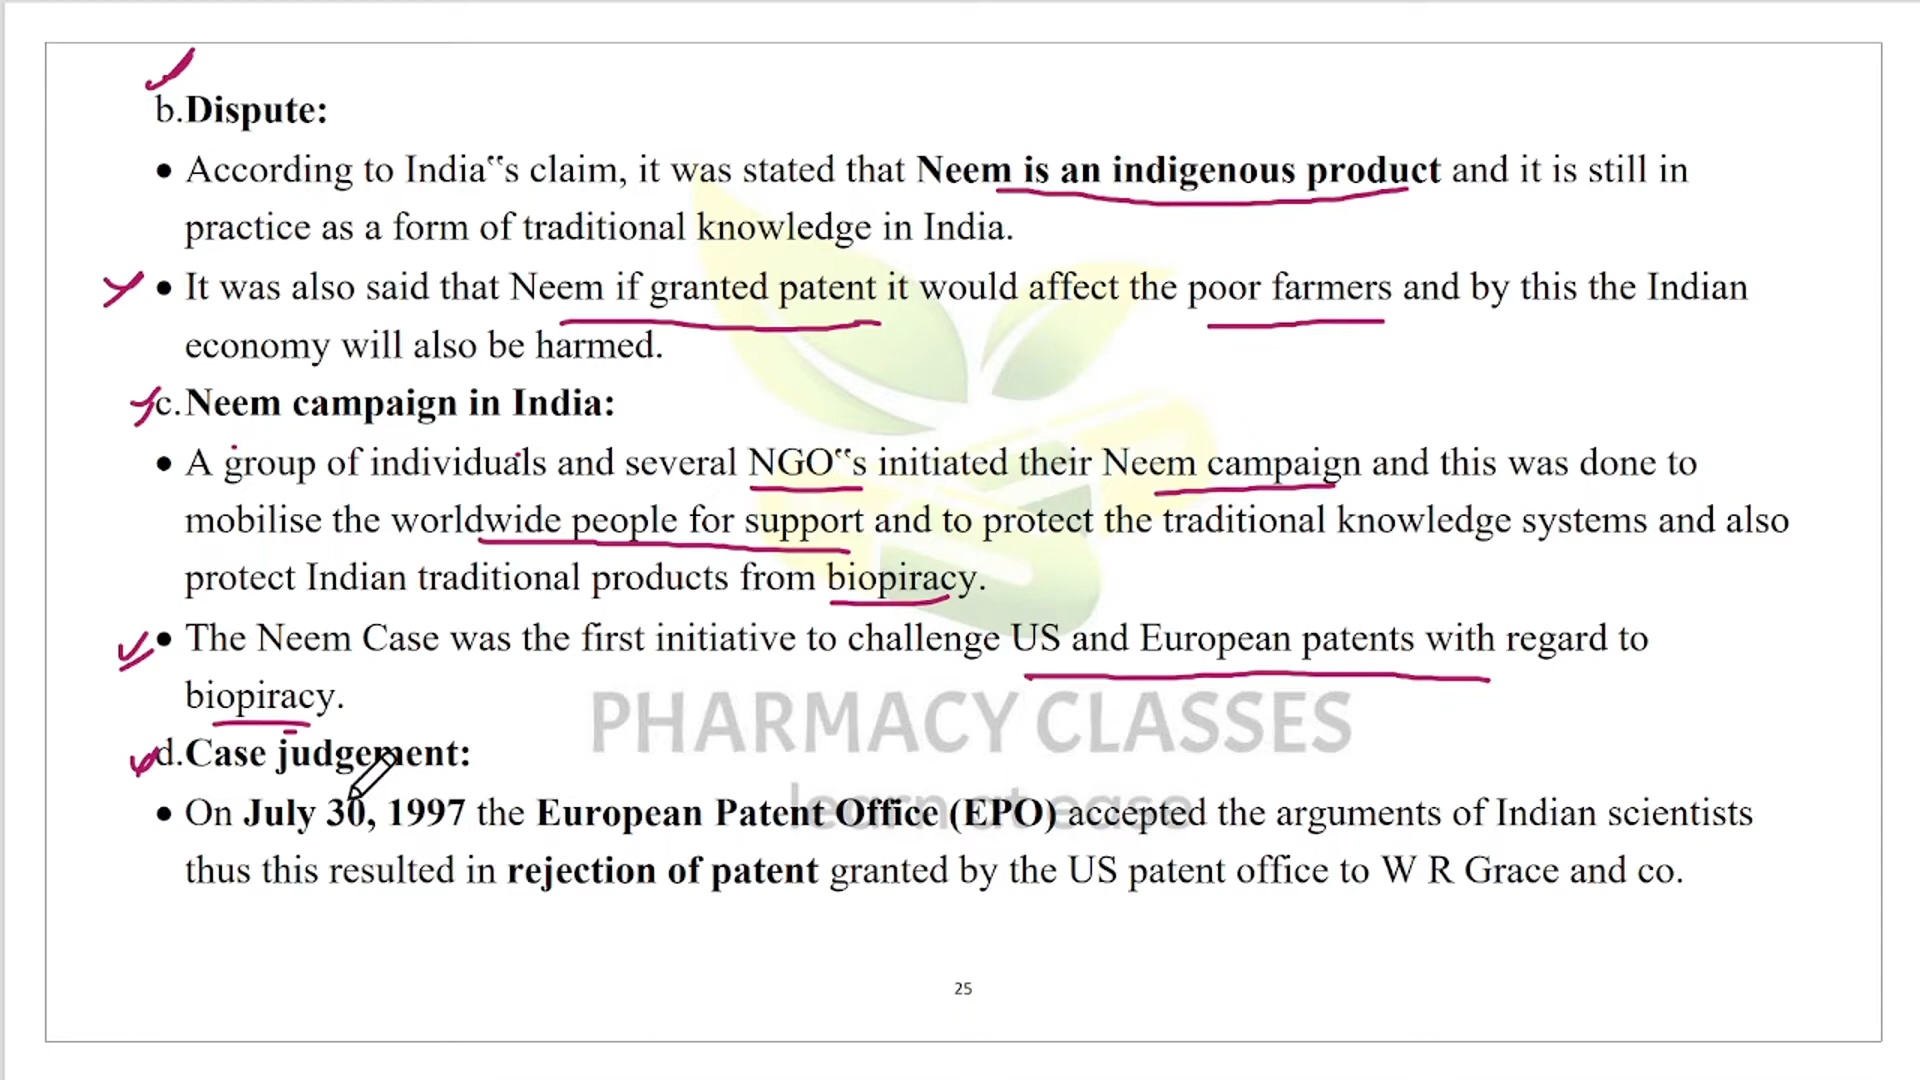 b.Dispute:
• According to India‟s claim, it was stated that Neem is an indigenous product and it is still in
practice as a form of traditional knowledge in India.
• It was also said that Neem if granted patent it would affect the poor farmers and by this the Indian
economy will also be harmed.
c.Neem campaign in India:
• A group of individuals and several NGO‟s initiated their Neem campaign and this was done to
mobilise the worldwide people for support and to protect the traditional knowledge systems and also
protect Indian traditional products from biopiracy.
• The Neem Case was the first initiative to challenge US and European patents with regard to
biopiracy.
PHARMACY CLASSES
d.Case judgement:
learn at ease
• On July 30, 1997 the European Patent Office (EPO) accepted the arguments of Indian scientists
thus this resulted in rejection of patent granted by the US patent office to W R Grace and co.
25